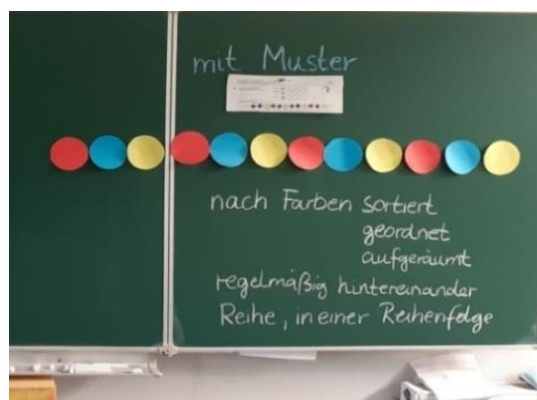 mit Muster
nach Farben sortiert
geordnet
aufgeräumt
regelmäßig hintereinander
Reihe, in einer Reihenfolge